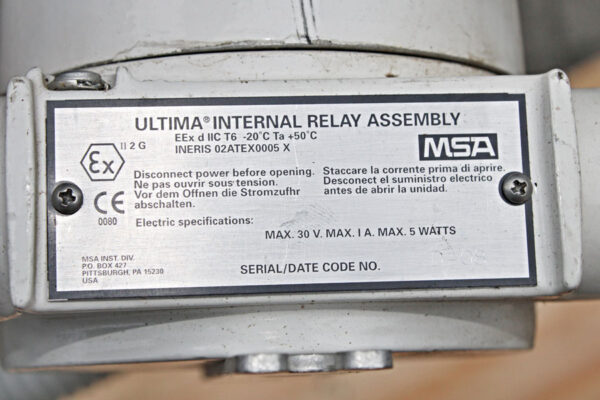 ULTIMA® INTERNAL RELAY ASSEMBLY
EEx d IIC T6 -20°C Ta +50°C
INERIS 02ATEX0005 X
II 2 G
Ex
MSA
Disconnect power before opening.
Ne pas ouvrir sous tension.
Vor dem Offnen die Stromzufhr
abschalten.
Staccare la corrente prima di aprire.
Desconect el suministro electrico
antes de abrir la unidad.
CE
0080
Electric specifications:
MAX. 30 V. MAX. I A. MAX. 5 WATTS
MSA INST. DIV.
P.O. BOX 427
PITTSBURGH, PA 15230
USA
SERIAL/DATE CODE NO.